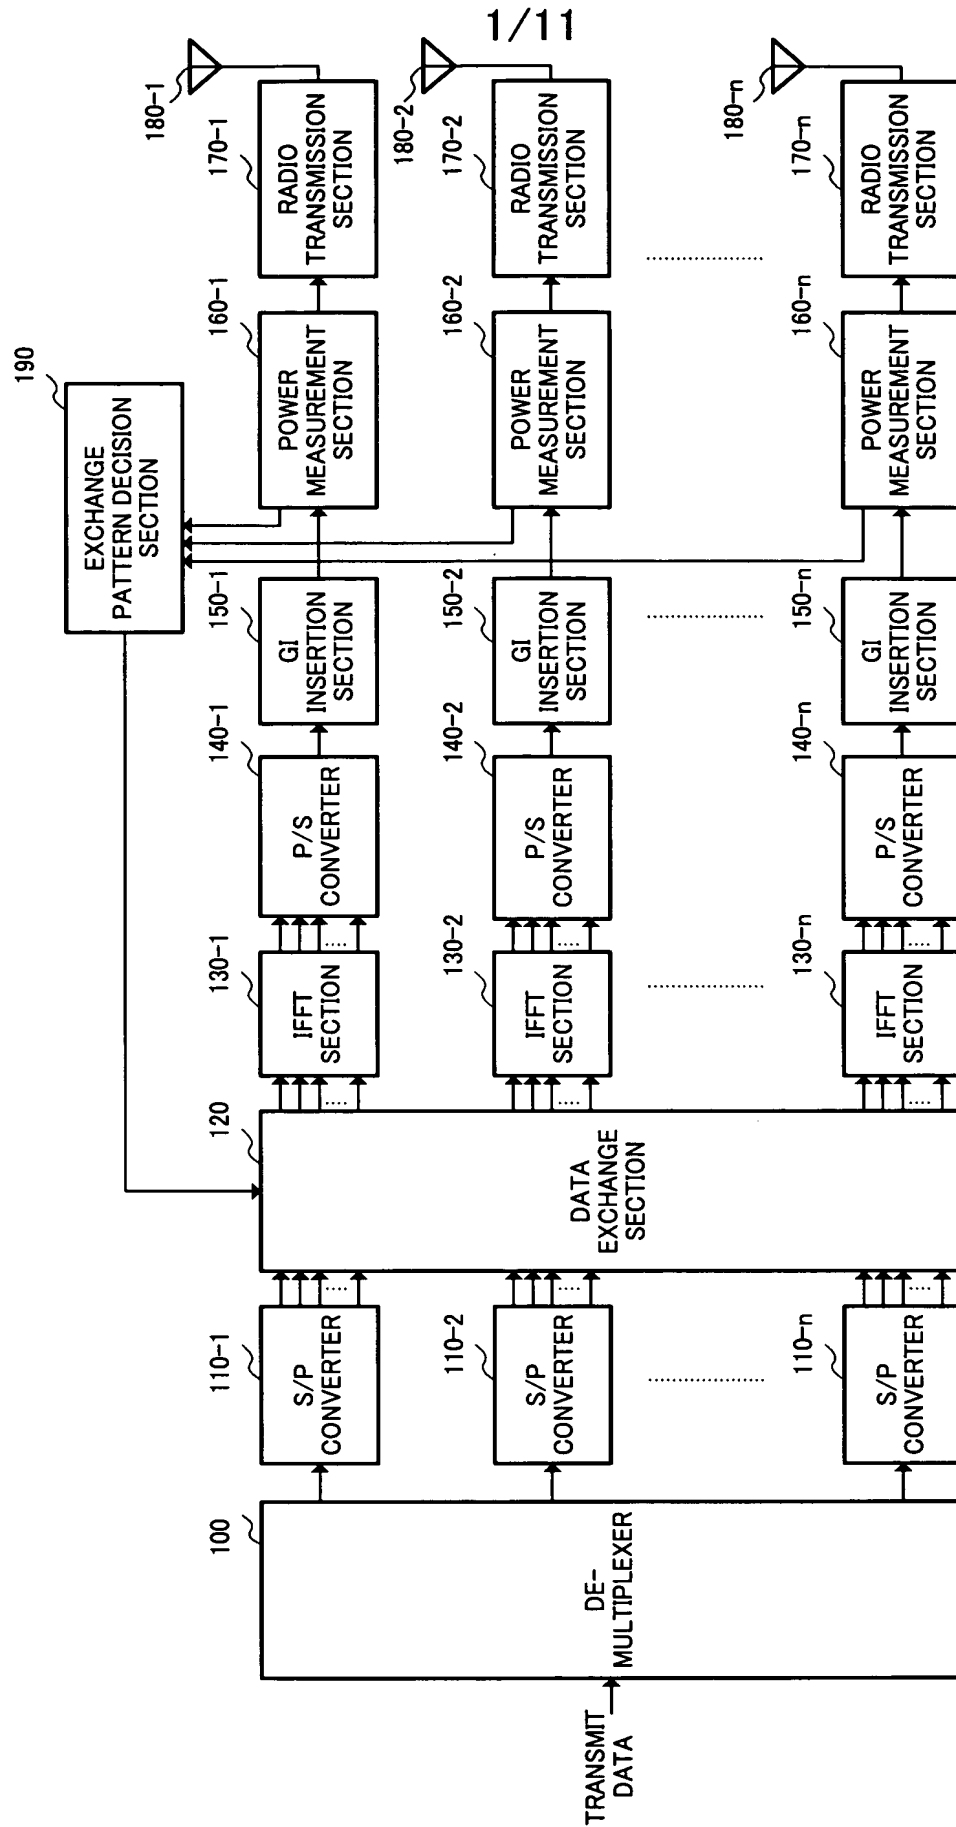 1/11
190
EXCHANGE
PATTERN DECISION
SECTION
180-1
180-2
180-n
170-1
RADIO
TRANSMISSION
SECTION
170-2
RADIO
TRANSMISSION
SECTION
170-n
RADIO
TRANSMISSION
SECTION
160-1
POWER
MEASUREMENT
SECTION
160-2
POWER
MEASUREMENT
SECTION
160-n
POWER
MEASUREMENT
SECTION
150-1
GI
INSERTION
SECTION
150-2
GI
INSERTION
SECTION
150-n
GI
INSERTION
SECTION
140-1
P/S
CONVERTER
140-2
P/S
CONVERTER
140-n
P/S
CONVERTER
130-1
IFFT
SECTION
130-2
IFFT
SECTION
130-n
IFFT
SECTION
120
DATA
EXCHANGE
SECTION
110-1
S/P
CONVERTER
110-2
S/P
CONVERTER
110-n
S/P
CONVERTER
100
DE-
MULTIPLEXER
TRANSMIT
DATA